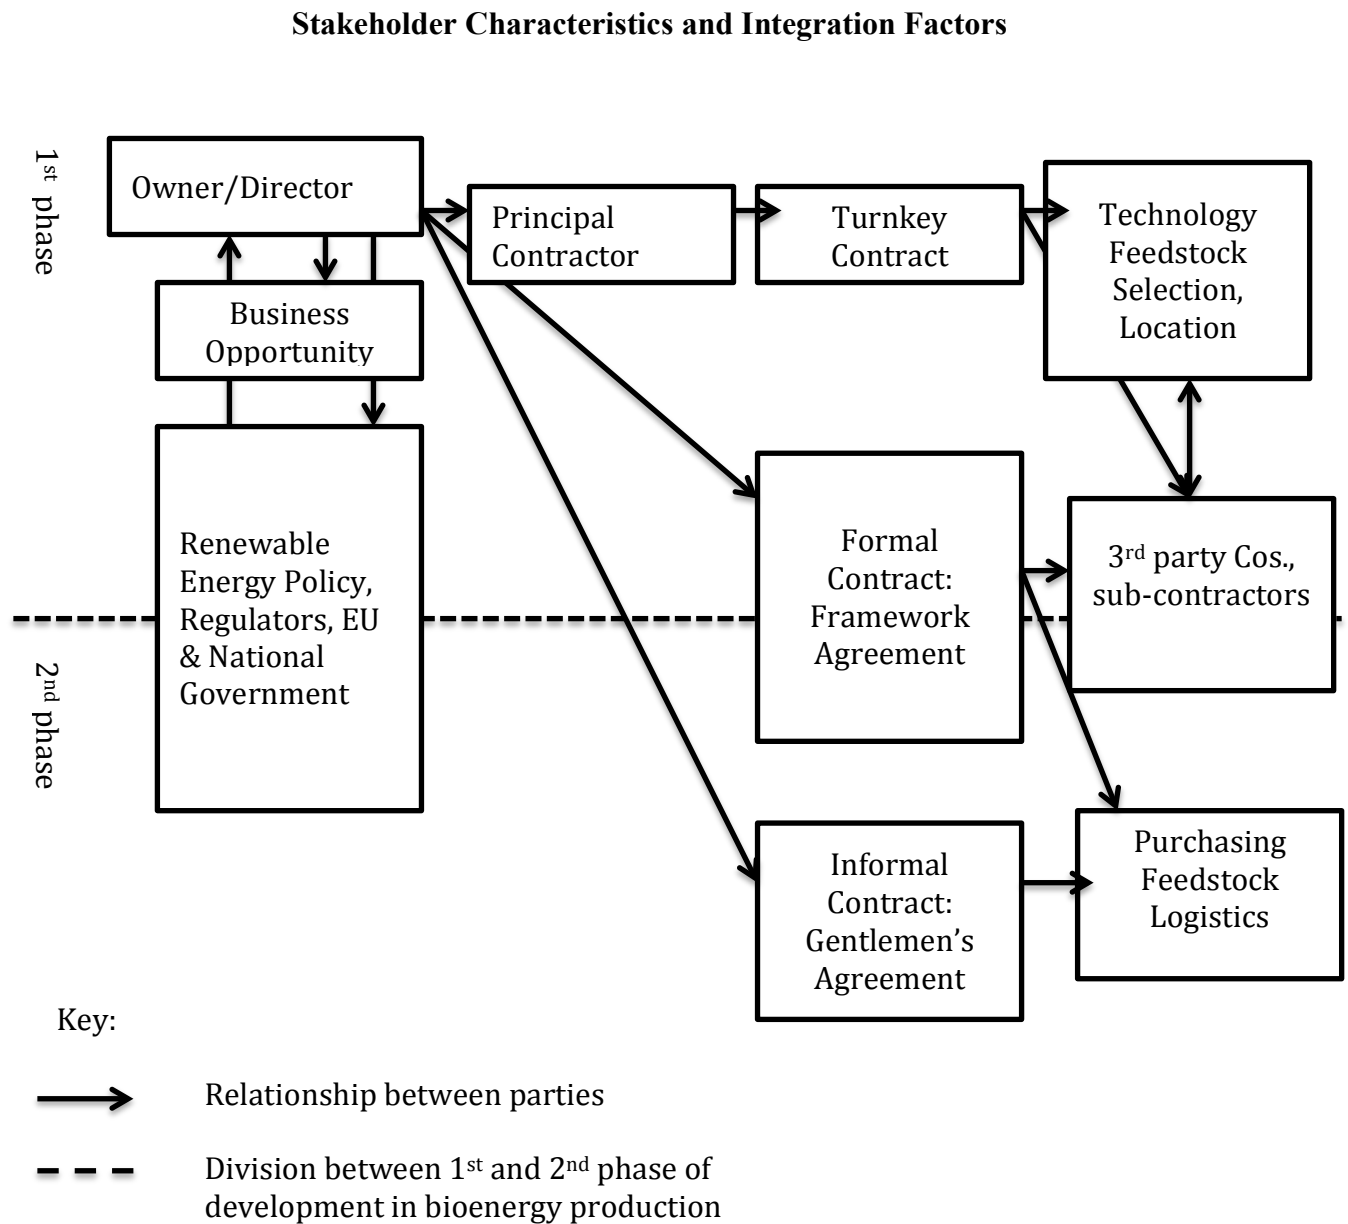 Stakeholder Characteristics and Integration Factors
1st phase
Owner/Director
Principal
Contractor
Turnkey
Contract
Technology
Feedstock
Selection,
Location
Business
Opportunity
Renewable
Energy Policy,
Regulators, EU
& National
Government
Formal
Contract:
Framework
Agreement
3rd party Cos.,
sub-contractors
2nd phase
Informal
Contract:
Gentlemen’s
Agreement
Purchasing
Feedstock
Logistics
Key:
Relationship between parties
Division between 1st and 2nd phase of
development in bioenergy production